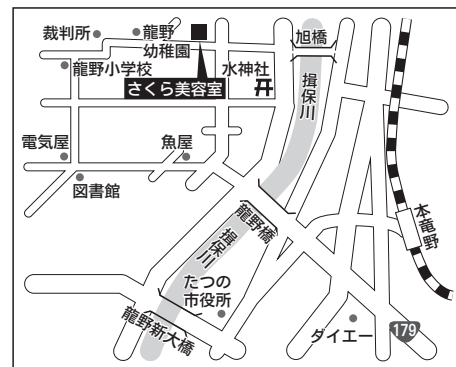 裁判所
龍野
幼稚園
旭橋
龍野小学校
水神社
さくら美容室
揖保川
電気屋
魚屋
図書館
龍野橋
本竜野
揖保川
たつの
市役所
龍野新大橋
ダイエー
179